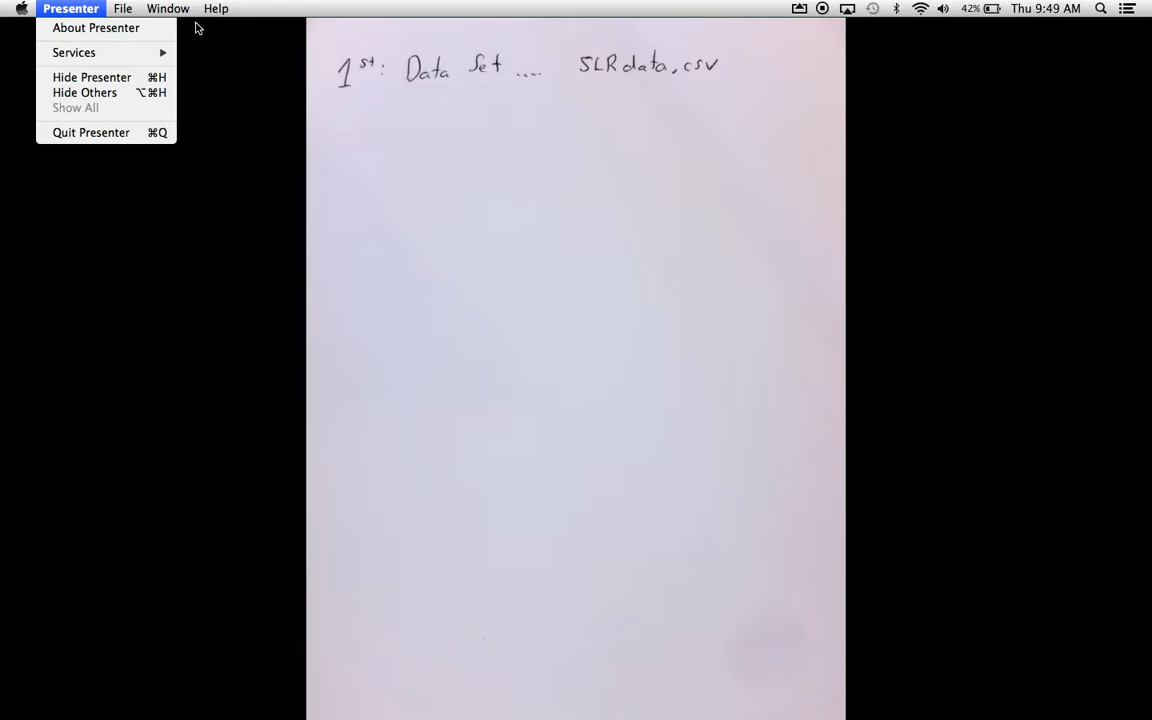 Presenter File Window Help 42% Thu 9:49 AM
About Presenter
Services
Hide Presenter ⌘H
Hide Others ⌥⌘H
Show All
Quit Presenter ⌘Q
1st: Data Set .... SLRdata.csv